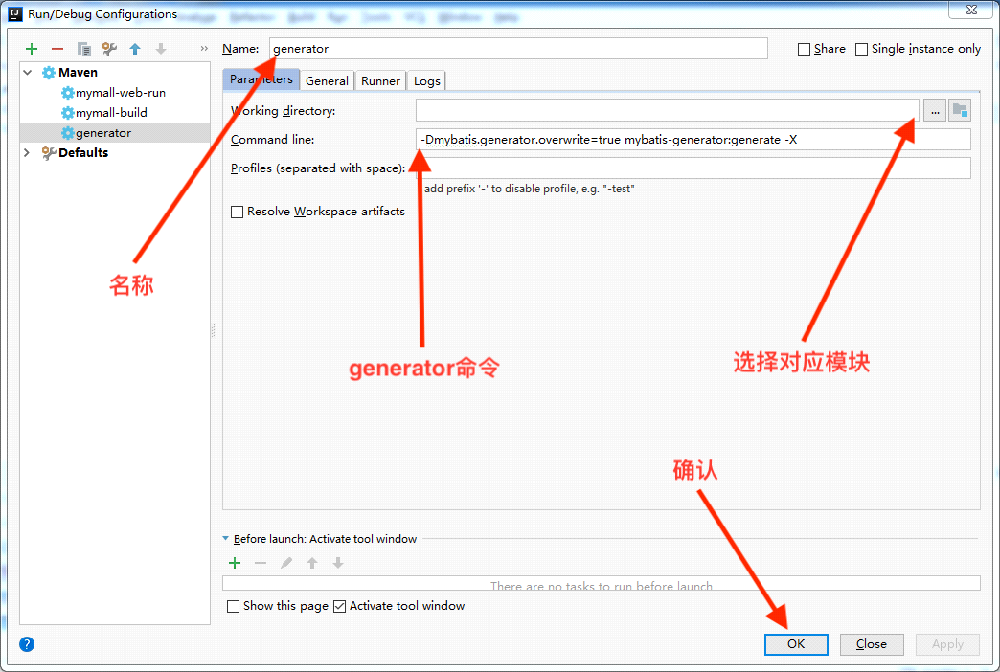 Run/Debug Configurations
Name: generator
Share
Single instance only
Maven
mymall-web-run
mymall-build
generator
Defaults
Parameters General Runner Logs
Working directory:
...
Command line: -Dmybatis.generator.overwrite=true mybatis-generator:generate -X
Profiles (separated with space):
add prefix '-' to disable profile, e.g. "-test"
Resolve Workspace artifacts
名称
generator命令
选择对应模块
确认
Before launch: Activate tool window
There are no tasks to run before launch
Show this page Activate tool window
? OK Close Apply